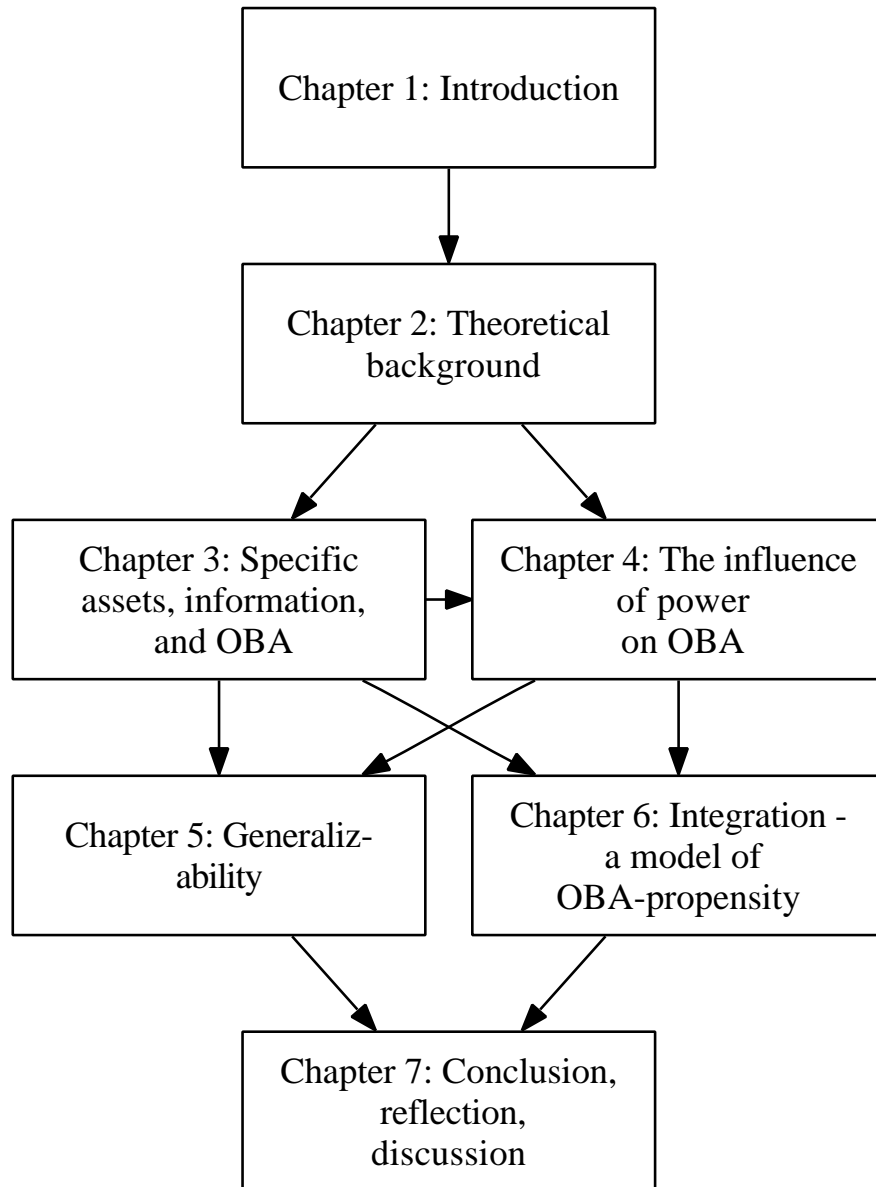 Chapter 1: Introduction
Chapter 2: Theoretical
background
Chapter 3: Specific
assets, information,
and OBA
Chapter 4: The influence
of power
on OBA
Chapter 5: Generaliz-
ability
Chapter 6: Integration -
a model of
OBA-propensity
Chapter 7: Conclusion,
reflection,
discussion